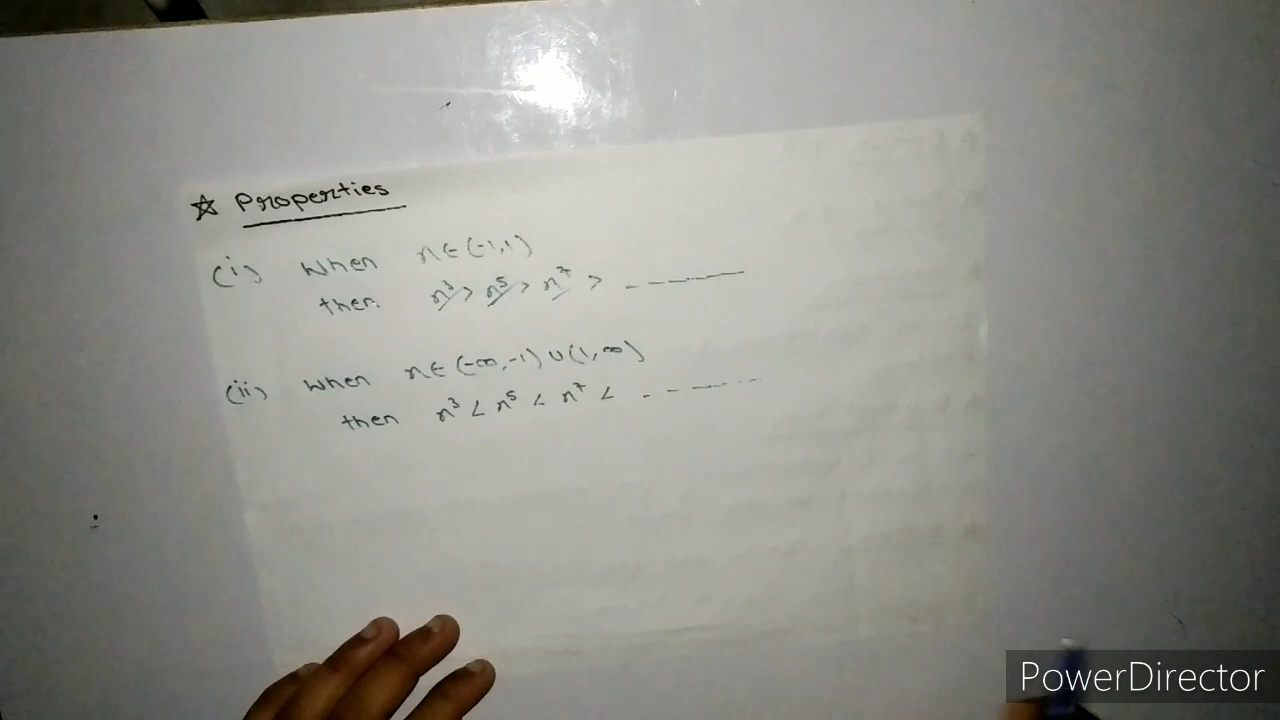 ☆ Properties
(i) When x ∈ (-1,1)
then x³ > x⁵ > x⁷ > - - - - -
(ii) When x ∈ (-∞,-1) ∪ (1,∞)
then x³ < x⁵ < x⁷ < - - - - -
PowerDirector